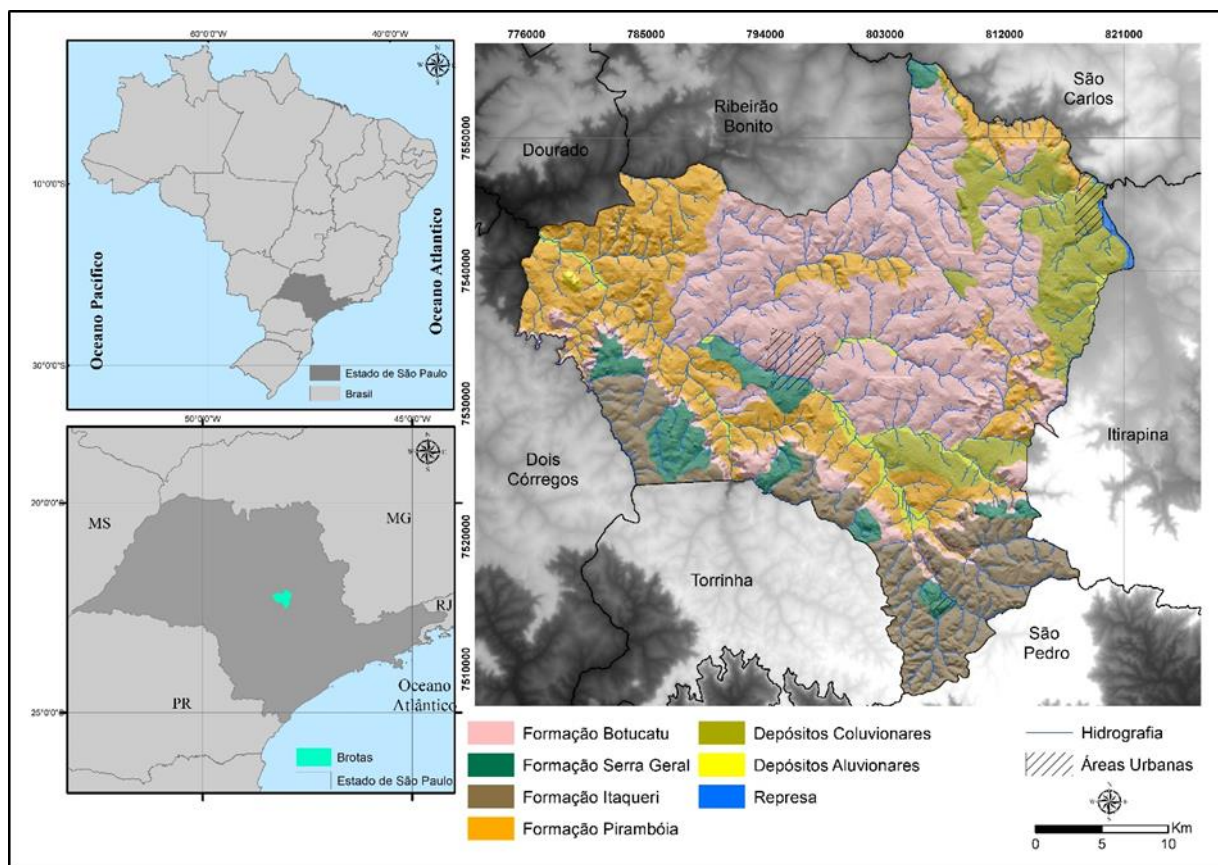 60°0'0"W 40°0'0"W
N
10°0'0"S
30°0'0"S
Oceano Pacífico
Oceano Atlantico
Estado de São Paulo
Brasil
50°0'0"W 45°0'0"W
N
20°0'0"S
25°0'0"S
MS
MG
RJ
PR
Oceano
Atlântico
Brotas
Estado de São Paulo
776000 785000 794000 803000 812000 821000
7550000
7540000
7530000
7520000
7510000
São
Carlos
Ribeirão
Bonito
Dourado
Itirapina
Dois
Córregos
Torrinha
São
Pedro
Formação Botucatu
Formação Serra Geral
Formação Itaqueri
Formação Pirambóia
Depósitos Coluvionares
Depósitos Aluvionares
Represa
Hidrografia
Áreas Urbanas
Km
0 5 10